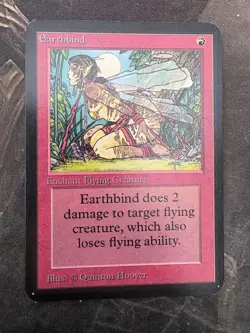 Earthbind
Enchant Flying Creature
Earthbind does 2
damage to target flying
creature, which also
loses flying ability.
Illus. © Quinton Hoover